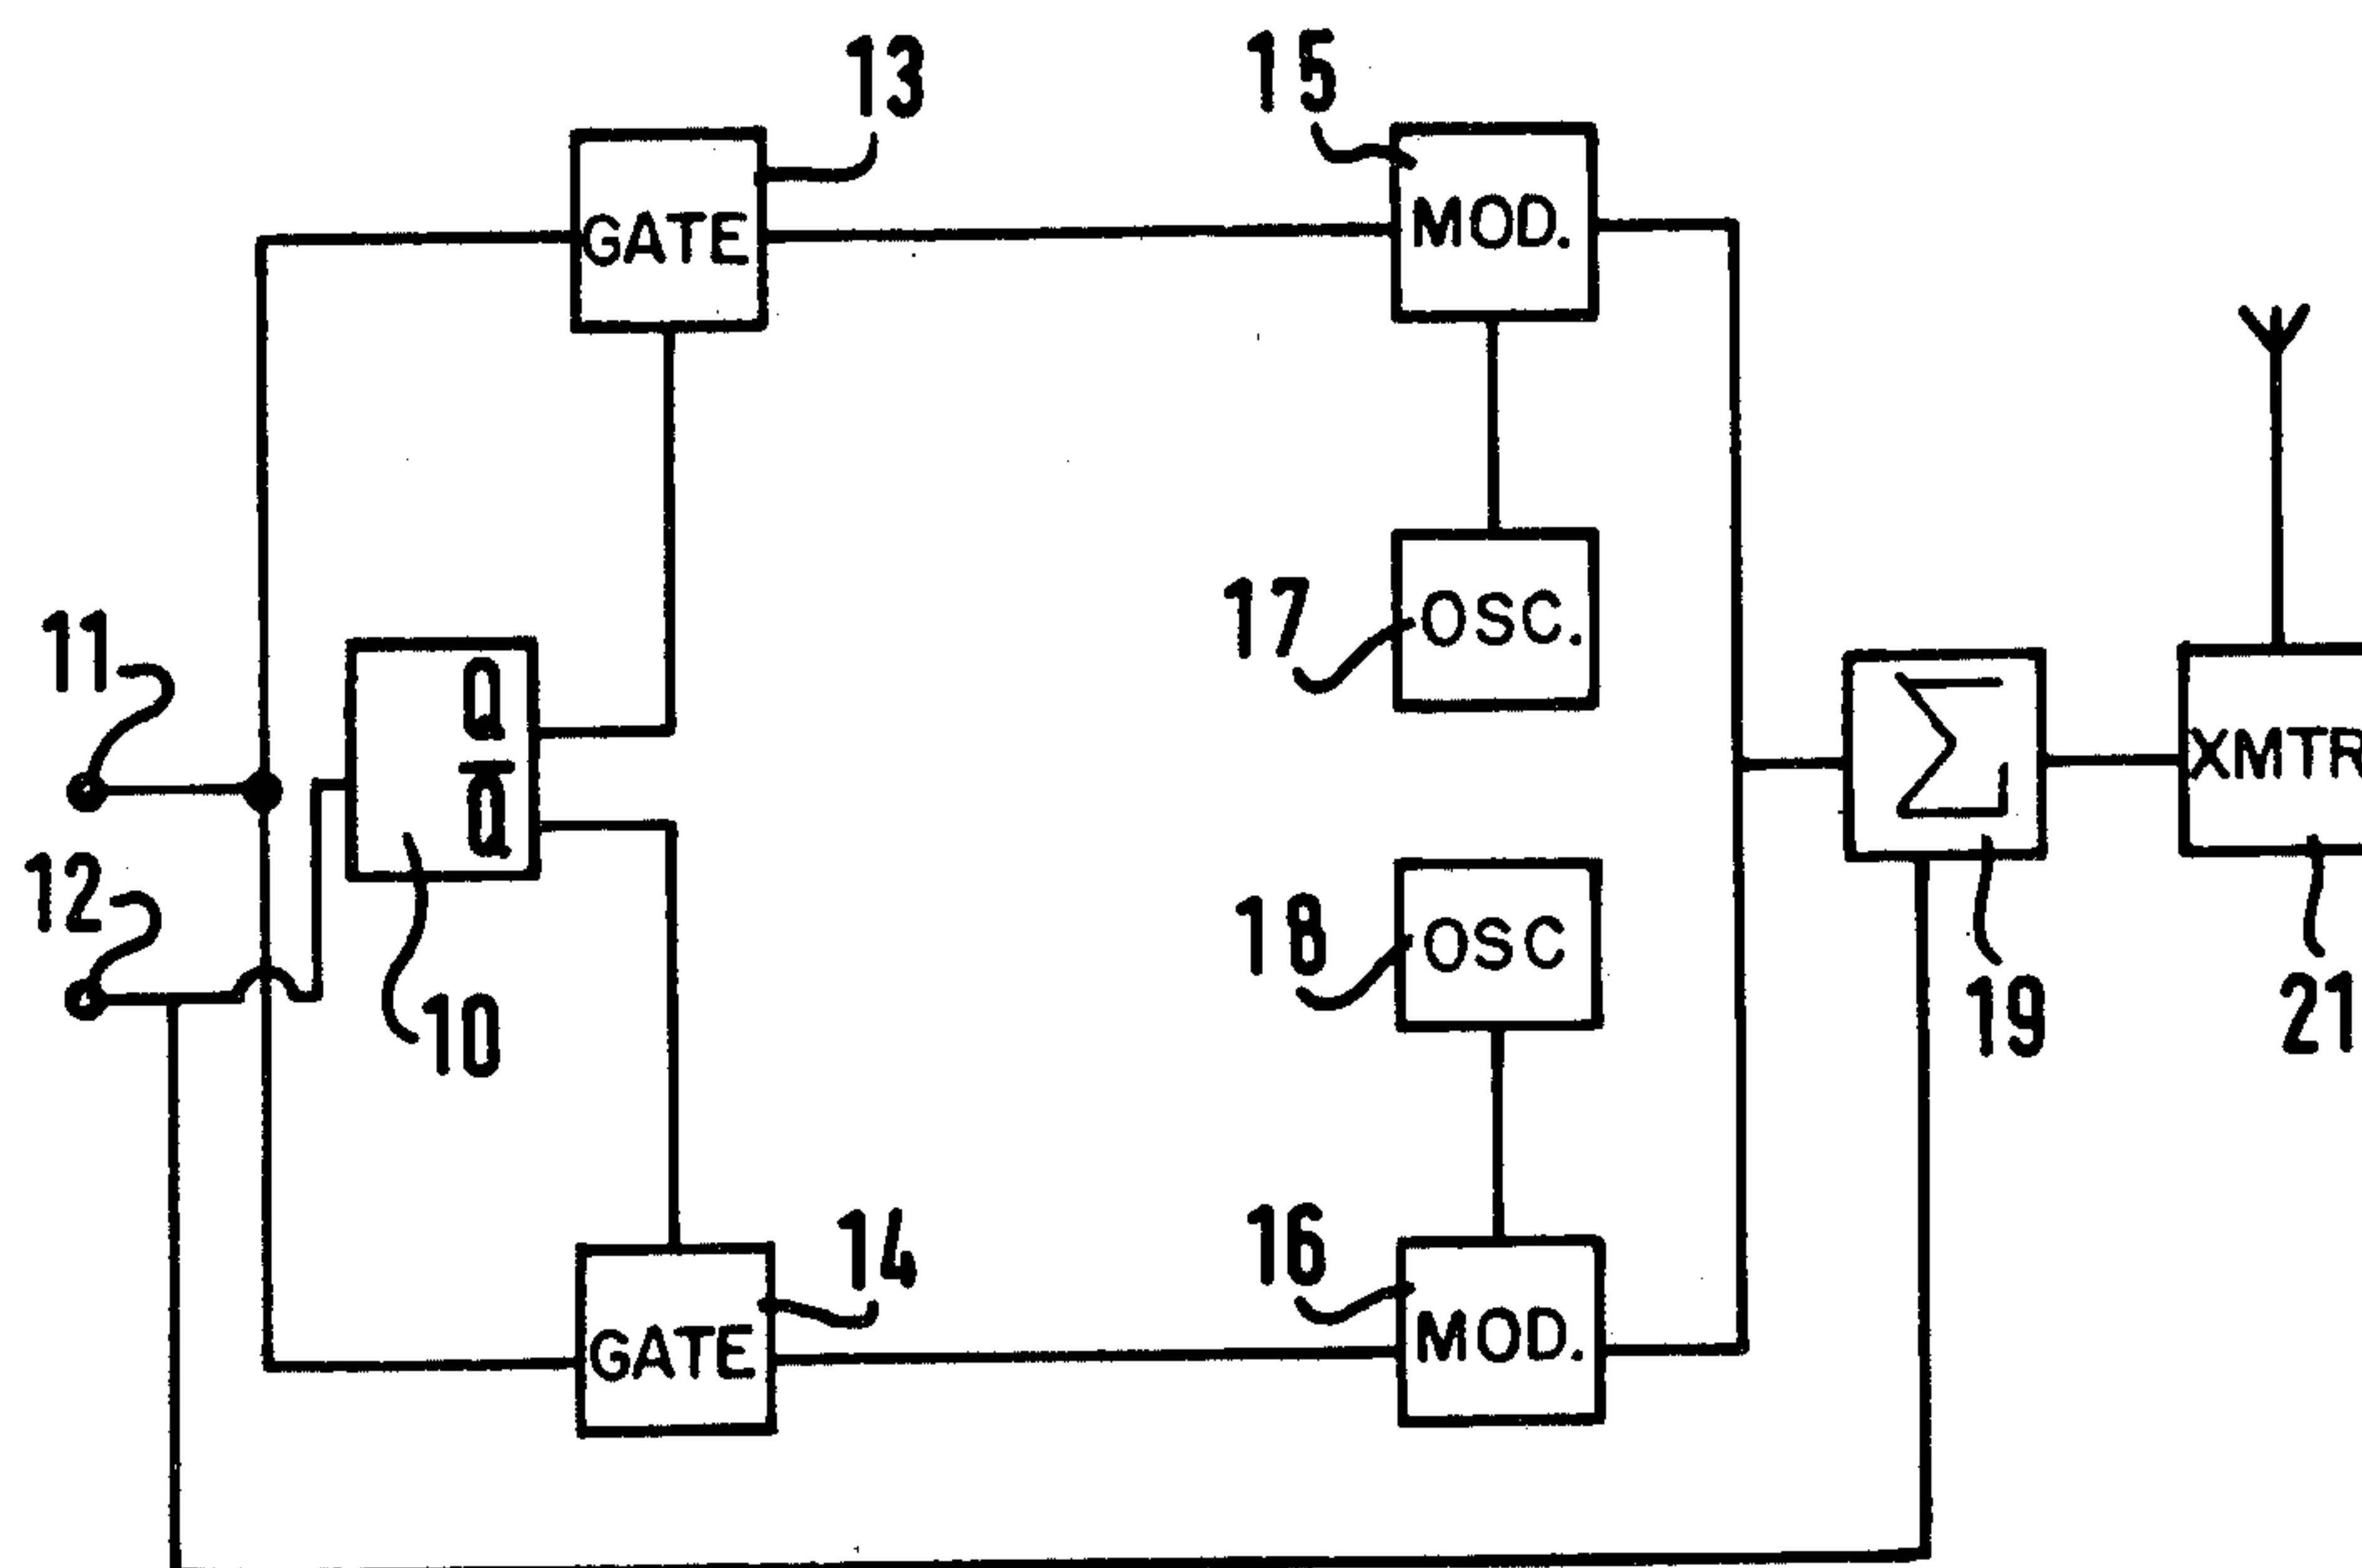 13
15
GATE
MOD.
11
17
OSC.
Q
Q̅
Σ
XMTR
12
18
OSC
10
19
21
14
16
GATE
MOD.